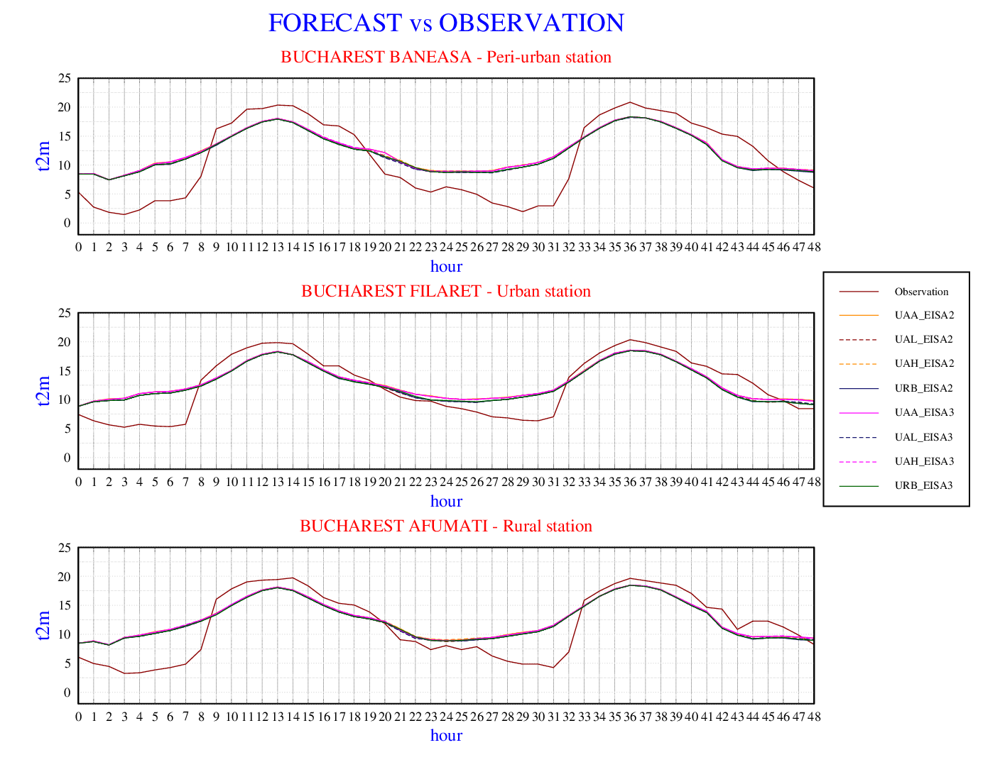 FORECAST vs OBSERVATION
BUCHAREST BANEASA - Peri-urban station
25
20
15
10
5
0
t2m
0 1 2 3 4 5 6 7 8 9 10 11 12 13 14 15 16 17 18 19 20 21 22 23 24 25 26 27 28 29 30 31 32 33 34 35 36 37 38 39 40 41 42 43 44 45 46 47 48
hour
BUCHAREST FILARET - Urban station
25
20
15
10
5
0
t2m
0 1 2 3 4 5 6 7 8 9 10 11 12 13 14 15 16 17 18 19 20 21 22 23 24 25 26 27 28 29 30 31 32 33 34 35 36 37 38 39 40 41 42 43 44 45 46 47 48
hour
Observation
UAA_EISA2
UAL_EISA2
UAH_EISA2
URB_EISA2
UAA_EISA3
UAL_EISA3
UAH_EISA3
URB_EISA3
BUCHAREST AFUMATI - Rural station
25
20
15
10
5
0
t2m
0 1 2 3 4 5 6 7 8 9 10 11 12 13 14 15 16 17 18 19 20 21 22 23 24 25 26 27 28 29 30 31 32 33 34 35 36 37 38 39 40 41 42 43 44 45 46 47 48
hour